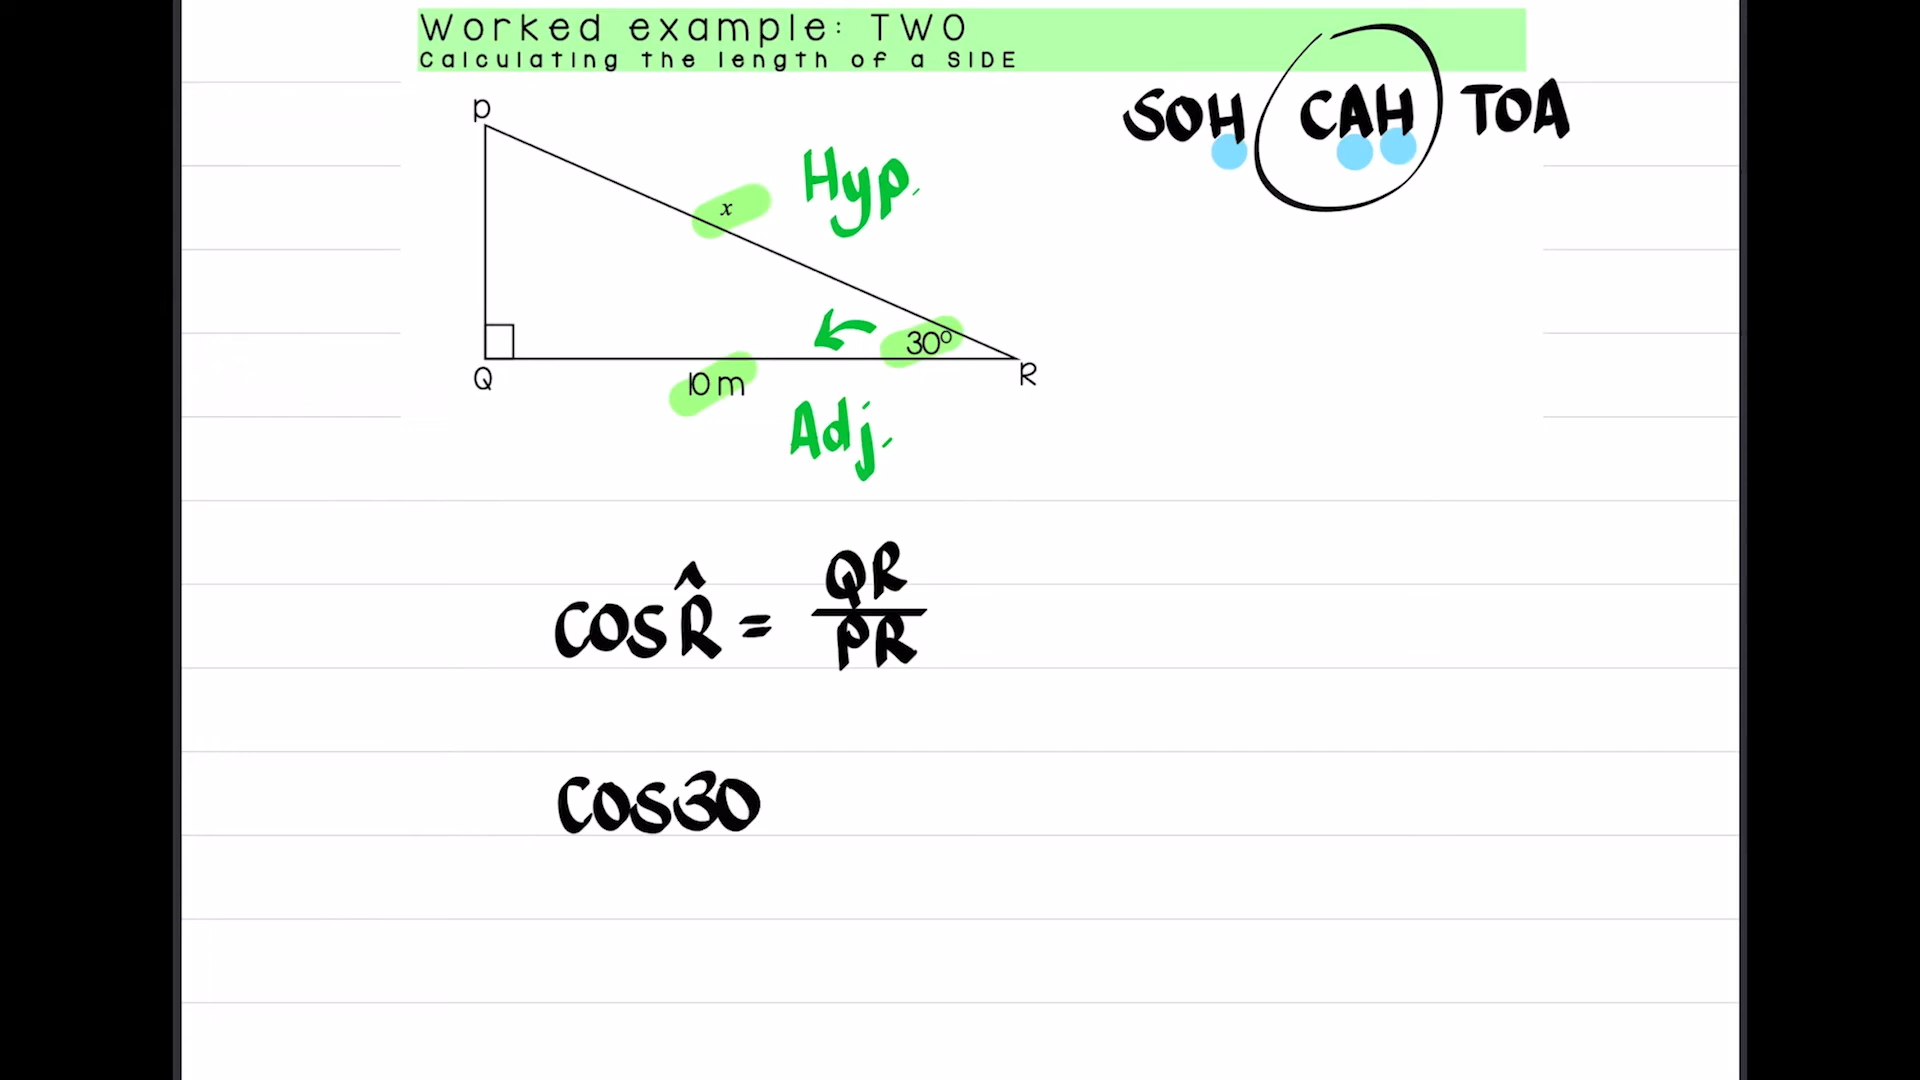 Worked example: TWO
Calculating the length of a SIDE
SOH CAH TOA
P
Hyp.
x
30°
Q
10 m
R
Adj.
cos R̂ = QR/PR
cos30